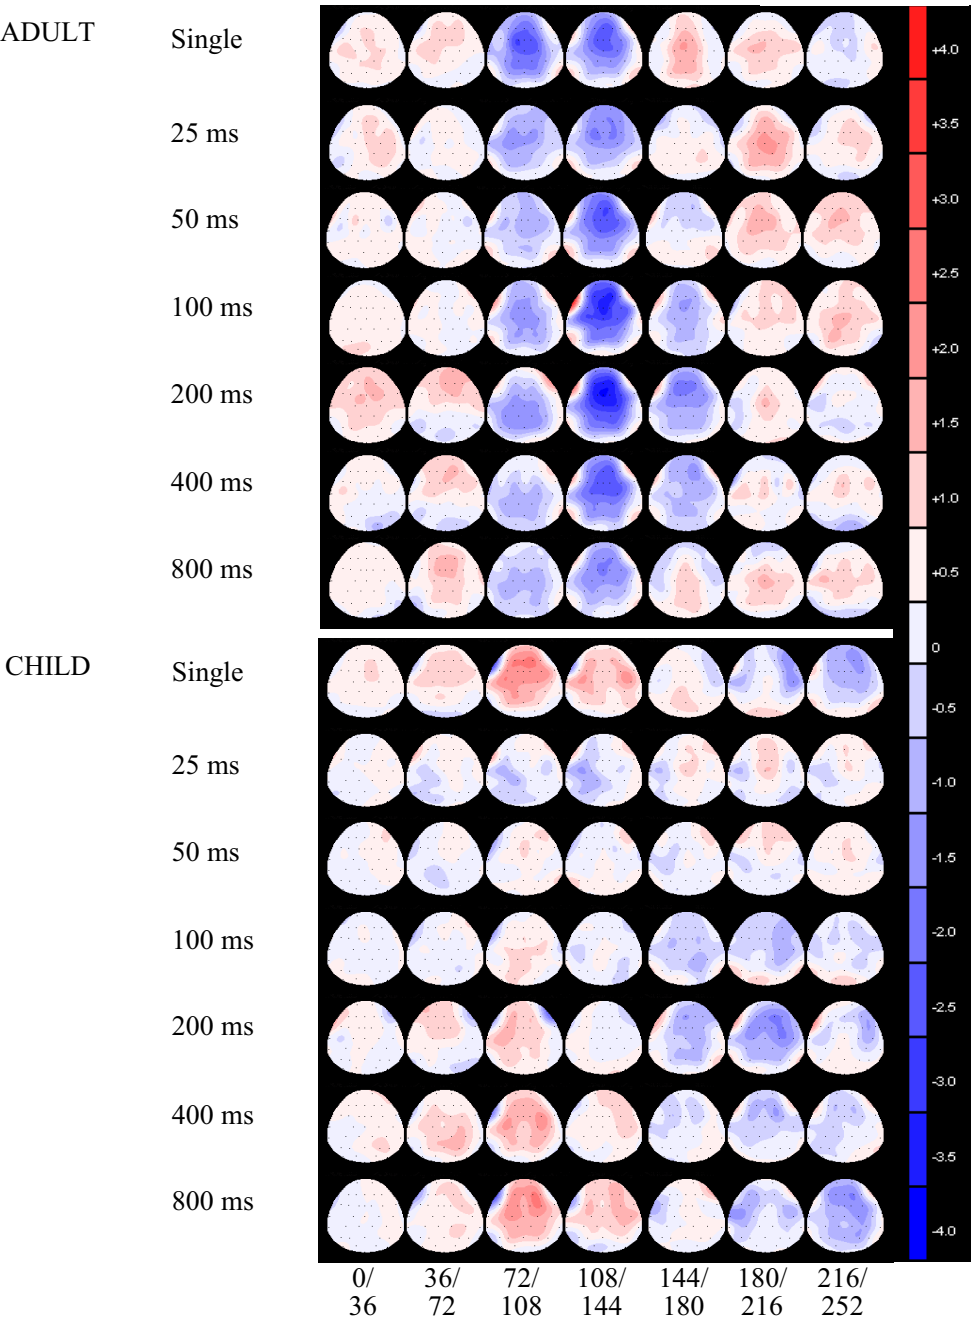 ADULT Single
25 ms
50 ms
100 ms
200 ms
400 ms
800 ms
CHILD Single
25 ms
50 ms
100 ms
200 ms
400 ms
800 ms
0/ 36/ 72/ 108/ 144/ 180/ 216/
36 72 108 144 180 216 252
+4.0
+3.5
+3.0
+2.5
+2.0
+1.5
+1.0
+0.5
0
-0.5
-1.0
-1.5
-2.0
-2.5
-3.0
-3.5
-4.0